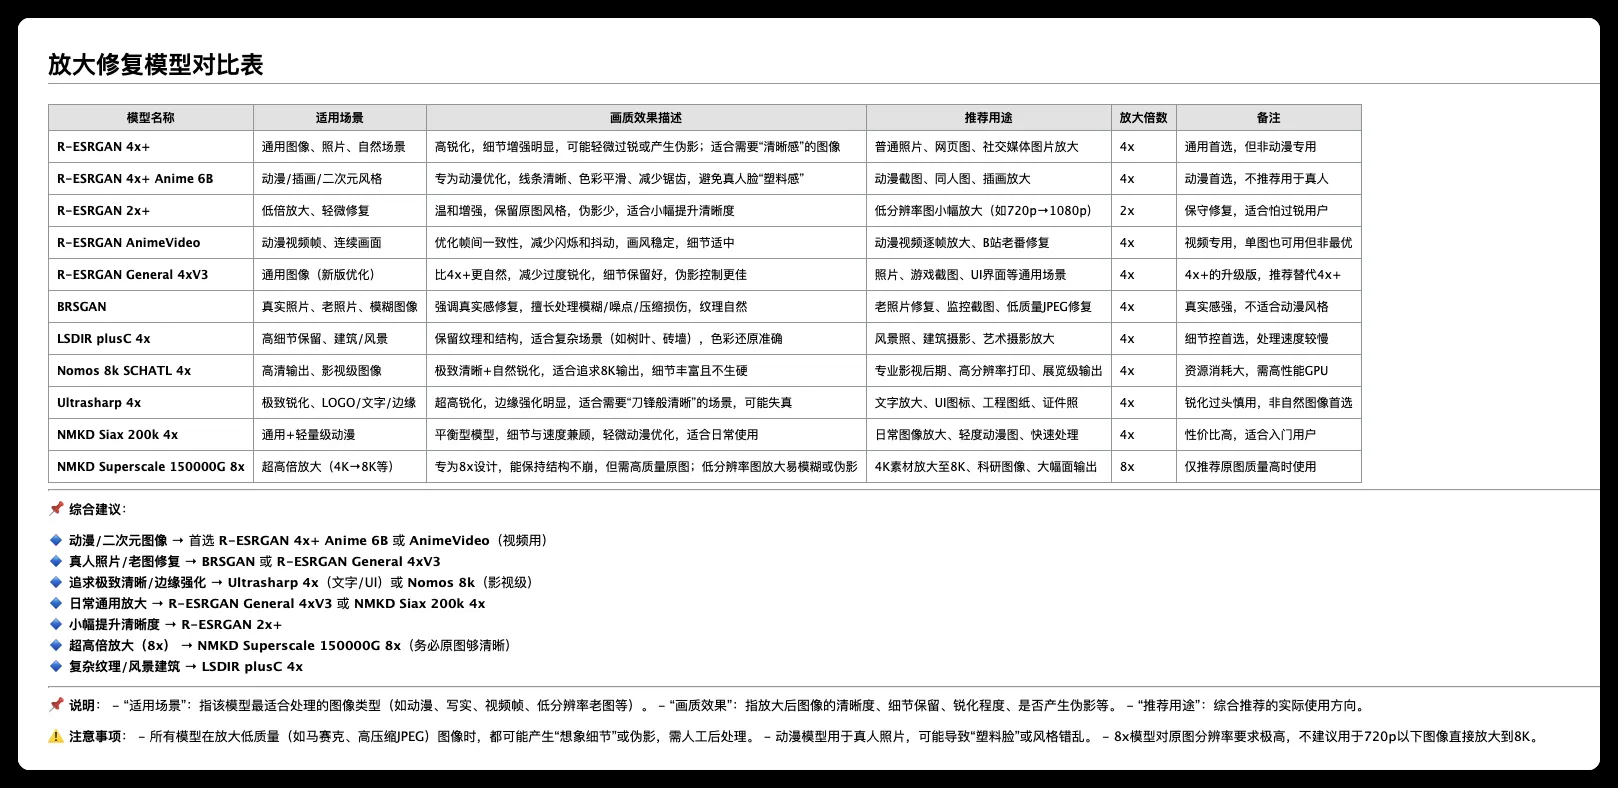 放大修复模型对比表
模型名称 适用场景 画质效果描述 推荐用途 放大倍数 备注
R-ESRGAN 4x+ 通用图像、照片、自然场景 高锐化，细节增强明显，可能轻微过锐或产生伪影；适合需要“清晰感”的图像 普通照片、网页图、社交媒体图片放大 4x 通用首选，但非动漫专用
R-ESRGAN 4x+ Anime 6B 动漫/插画/二次元风格 专为动漫优化，线条清晰、色彩平滑、减少锯齿，避免真人脸“塑料感” 动漫截图、同人图、插画放大 4x 动漫首选，不推荐用于真人
R-ESRGAN 2x+ 低倍放大、轻微修复 温和增强，保留原图风格，伪影少，适合小幅提升清晰度 低分辨率图小幅放大（如720p→1080p) 2x 保守修复，适合怕过锐用户
R-ESRGAN AnimeVideo 动漫视频帧、连续画面 优化帧间一致性，减少闪烁和抖动，画风稳定，细节适中 动漫视频逐帧放大、B站老番修复 4x 视频专用，单图也可用但非最优
R-ESRGAN General 4xV3 通用图像（新版优化） 比4x+更自然，减少过度锐化，细节保留好，伪影控制更佳 照片、游戏截图、UI界面等通用场景 4x 4x+的升级版，推荐替代4x+
BRSGAN 真实照片、老照片、模糊图像 强调真实感修复，擅长处理模糊/噪点/压缩损伤，纹理自然 老照片修复、监控截图、低质量JPEG修复 4x 真实感强，不适合动漫风格
LSDIR plusC 4x 高细节保留、建筑/风景 保留纹理和结构，适合复杂场景（如树叶、砖墙），色彩还原准确 风景照、建筑摄影、艺术摄影放大 4x 细节控首选，处理速度较慢
Nomos 8k SCHATL 4x 高清输出、影视级图像 极致清晰+自然锐化，适合追求8K输出，细节丰富且不生硬 专业影视后期、高分辨率打印、展览级输出 4x 资源消耗大，需高性能GPU
Ultrasharp 4x 极致锐化、LOGO/文字/边缘 超高锐化，边缘强化明显，适合需要“刀锋般清晰”的场景，可能失真 文字放大、UI图标、工程图纸、证件照 4x 锐化过头慎用，非自然图像首选
NMKD Siax 200k 4x 通用+轻量级动漫 平衡型模型，细节与速度兼顾，轻微动漫优化，适合日常使用 日常图像放大、轻度动漫图、快速处理 4x 性价比高，适合入门用户
NMKD Superscale 150000G 8x 超高倍放大（4K→8K等） 专为8x设计，能保持结构不崩，但需高质量原图；低分辨率图放大易模糊或伪影 4K素材放大至8K、科研图像、大幅面输出 8x 仅推荐原图质量高时使用
📌 综合建议：
🔷 动漫/二次元图像 → 首选 R-ESRGAN 4x+ Anime 6B 或 AnimeVideo（视频用）
🔷 真人照片/老图修复 → BRSGAN 或 R-ESRGAN General 4xV3
🔷 追求极致清晰/边缘强化 → Ultrasharp 4x（文字/UI）或 Nomos 8k（影视级）
🔷 日常通用放大 → R-ESRGAN General 4xV3 或 NMKD Siax 200k 4x
🔷 小幅提升清晰度 → R-ESRGAN 2x+
🔷 超高倍放大（8x） → NMKD Superscale 150000G 8x（务必原图够清晰）
🔷 复杂纹理/风景建筑 → LSDIR plusC 4x
📌 说明： - “适用场景”：指该模型最适合处理的图像类型（如动漫、写实、视频帧、低分辨率老图等）。 - “画质效果”：指放大后图像的清晰度、细节保留、锐化程度、是否产生伪影等。 - “推荐用途”：综合推荐的实际使用方向。
⚠️ 注意事项： - 所有模型在放大低质量（如马赛克、高压缩JPEG）图像时，都可能产生“想象细节”或伪影，需人工后处理。 - 动漫模型用于真人照片，可能导致“塑料脸”或风格错乱。 - 8x模型对原图分辨率要求极高，不建议用于720p以下图像直接放大到8K。